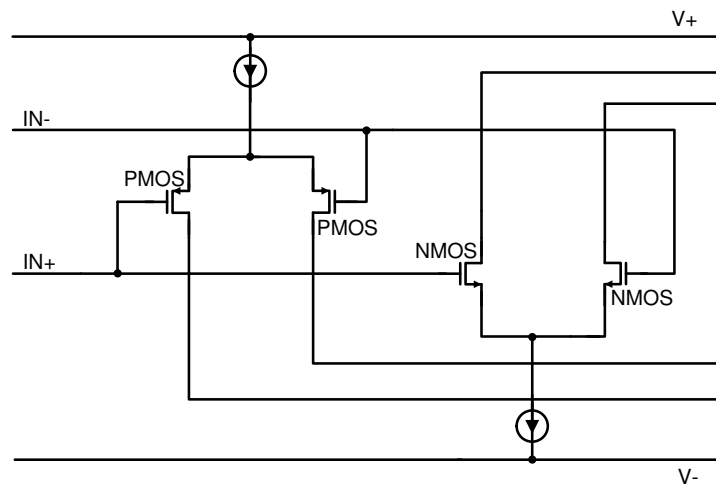 V+
IN-
PMOS
PMOS
NMOS
IN+
NMOS
V-